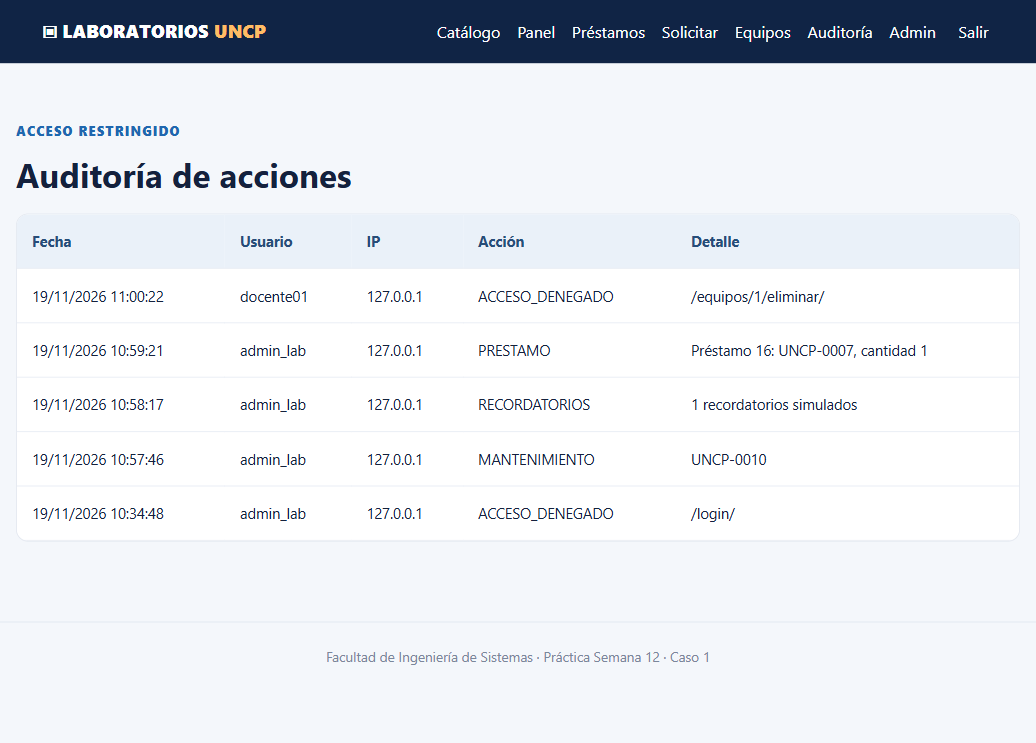 LABORATORIOS UNCP Catálogo Panel Préstamos Solicitar Equipos Auditoría Admin Salir
ACCESO RESTRINGIDO
Auditoría de acciones
Fecha Usuario IP Acción Detalle
19/11/2026 11:00:22 docente01 127.0.0.1 ACCESO_DENEGADO /equipos/1/eliminar/
19/11/2026 10:59:21 admin_lab 127.0.0.1 PRESTAMO Préstamo 16: UNCP-0007, cantidad 1
19/11/2026 10:58:17 admin_lab 127.0.0.1 RECORDATORIOS 1 recordatorios simulados
19/11/2026 10:57:46 admin_lab 127.0.0.1 MANTENIMIENTO UNCP-0010
19/11/2026 10:34:48 admin_lab 127.0.0.1 ACCESO_DENEGADO /login/
Facultad de Ingeniería de Sistemas · Práctica Semana 12 · Caso 1